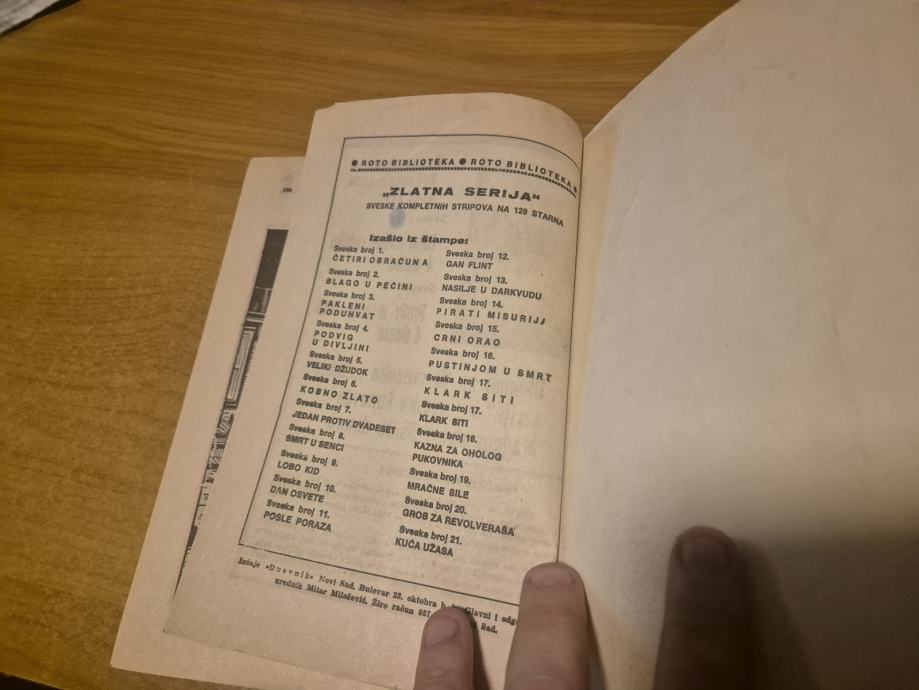 ● ROTO BIBLIOTEKA ● ROTO BIBLIOTEKA ●
„ZLATNA SERIJA“
SVESKE KOMPLETNIH STRIPOVA NA 128 STARNA
Izašlo iz štampe:
Sveska broj 1.
ČETIRI OBRAČUNA
Sveska broj 2.
BLAGO U PEĆINI
Sveska broj 3.
PAKLENI
PODUHVAT
Sveska broj 4.
PODVIG
U DIVLJINI
Sveska broj 5.
VELIKI DŽUDOK
Sveska broj 6.
KOBNO ZLATO
Sveska broj 7.
JEDAN PROTIV DVADESET
Sveska broj 8.
SMRT U SENCI
Sveska broj 9.
LOBO KID
Sveska broj 10.
DAN OSVETE
Sveska broj 11.
POSLE PORAZA
Sveska broj 12.
GAN FLINT
Sveska broj 13.
NASILJE U DARKVUDU
Sveska broj 14.
PIRATI MISURIJA
Sveska broj 15.
CRNI ORAO
Sveska broj 16.
PUSTINJOM U SMRT
Sveska broj 17.
KLARK SITI
Sveska broj 17.
KLARK SITI
Sveska broj 18.
KAZNA ZA OHOLOG
PUKOVNIKA
Sveska broj 19.
MRAČNE SILE
Sveska broj 20.
GROB ZA REVOLVERAŠA
Sveska broj 21.
KUĆA UŽASA
Izdaje »Dnevnik« Novi Sad, Bulevar 23. oktobra Glavni i odgo
urednik Mitar Milošević. Žiro račun 657 Sad.